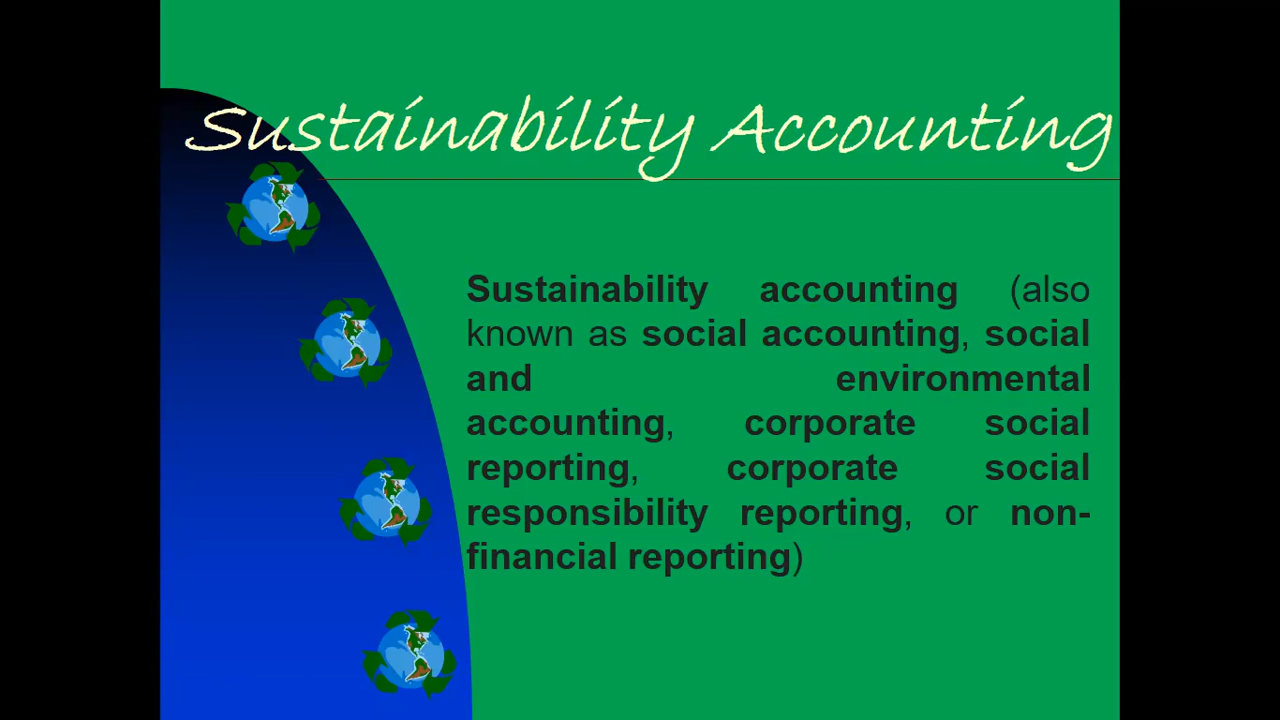 Sustainability Accounting
Sustainability accounting (also
known as social accounting, social
and environmental
accounting, corporate social
reporting, corporate social
responsibility reporting, or non-
financial reporting)